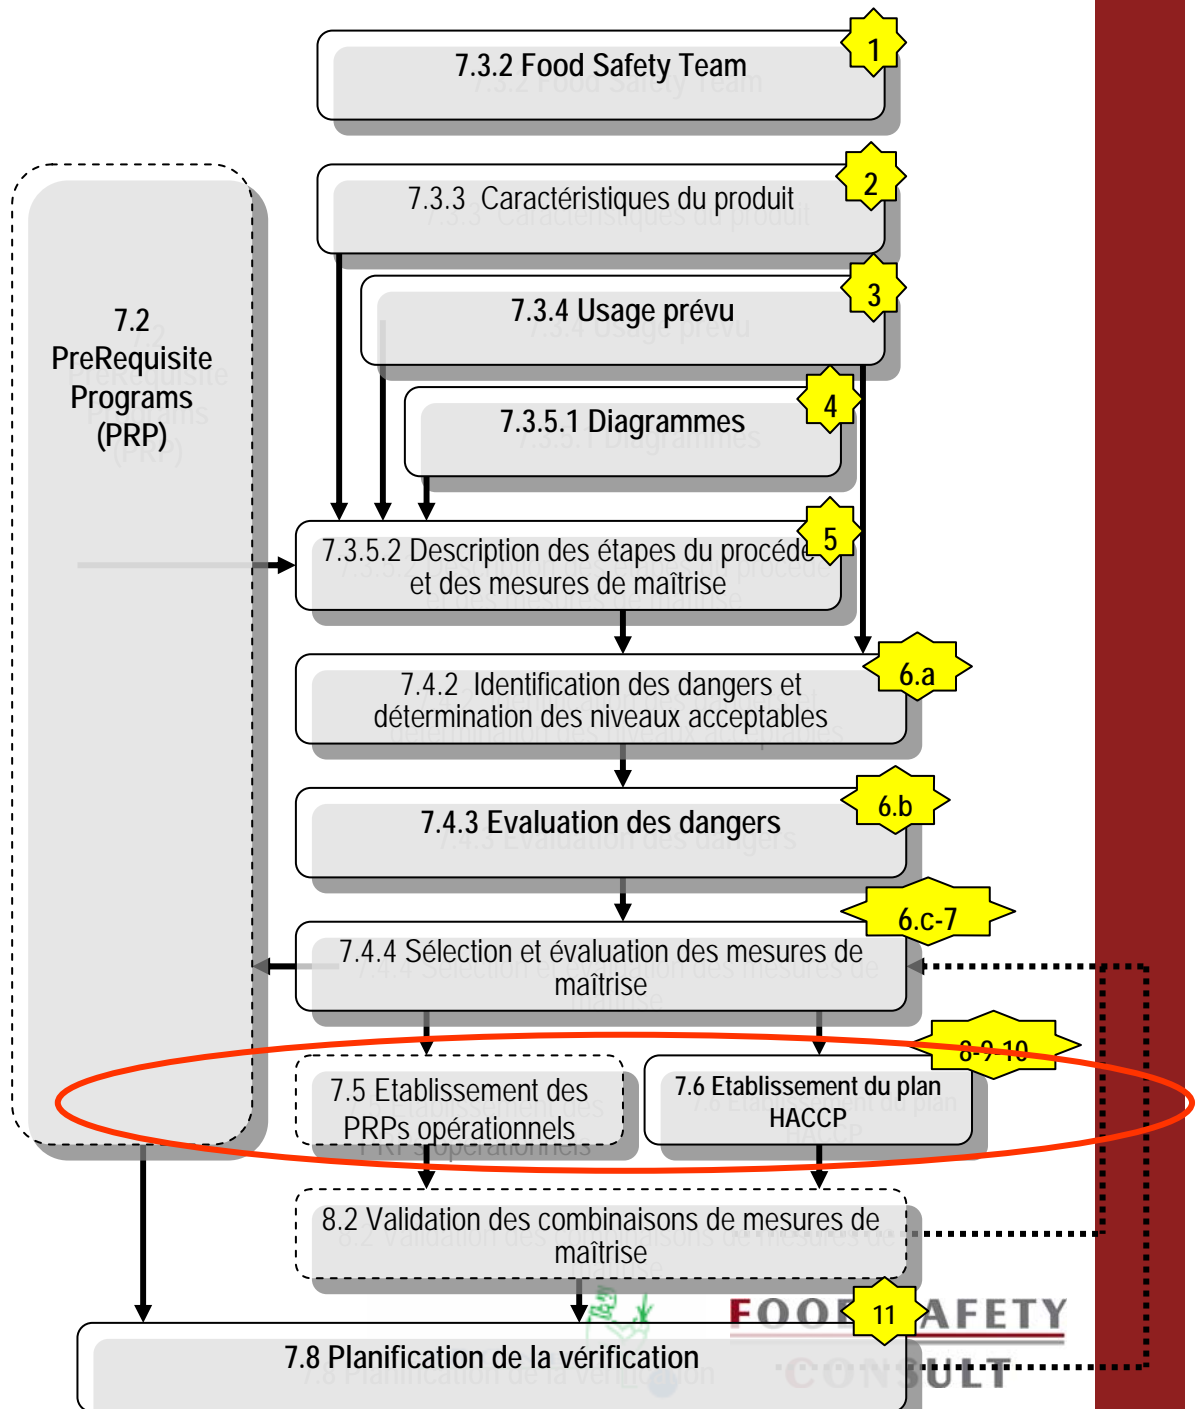 1
7.3.2 Food Safety Team
2
7.3.3 Caractéristiques du produit
3
7.3.4 Usage prévu
7.2
PreRequisite
Programs
(PRP)
4
7.3.5.1 Diagrammes
5
7.3.5.2 Description des étapes du procédé
et des mesures de maîtrise
6.a
7.4.2 Identification des dangers et
détermination des niveaux acceptables
6.b
7.4.3 Evaluation des dangers
6.c-7
7.4.4 Sélection et évaluation des mesures de
maîtrise
8-9-10
7.5 Etablissement des
PRPs opérationnels
7.6 Etablissement du plan
HACCP
8.2 Validation des combinaisons de mesures de
maîtrise
11
FOOD SAFETY
CONSULT
7.8 Planification de la vérification